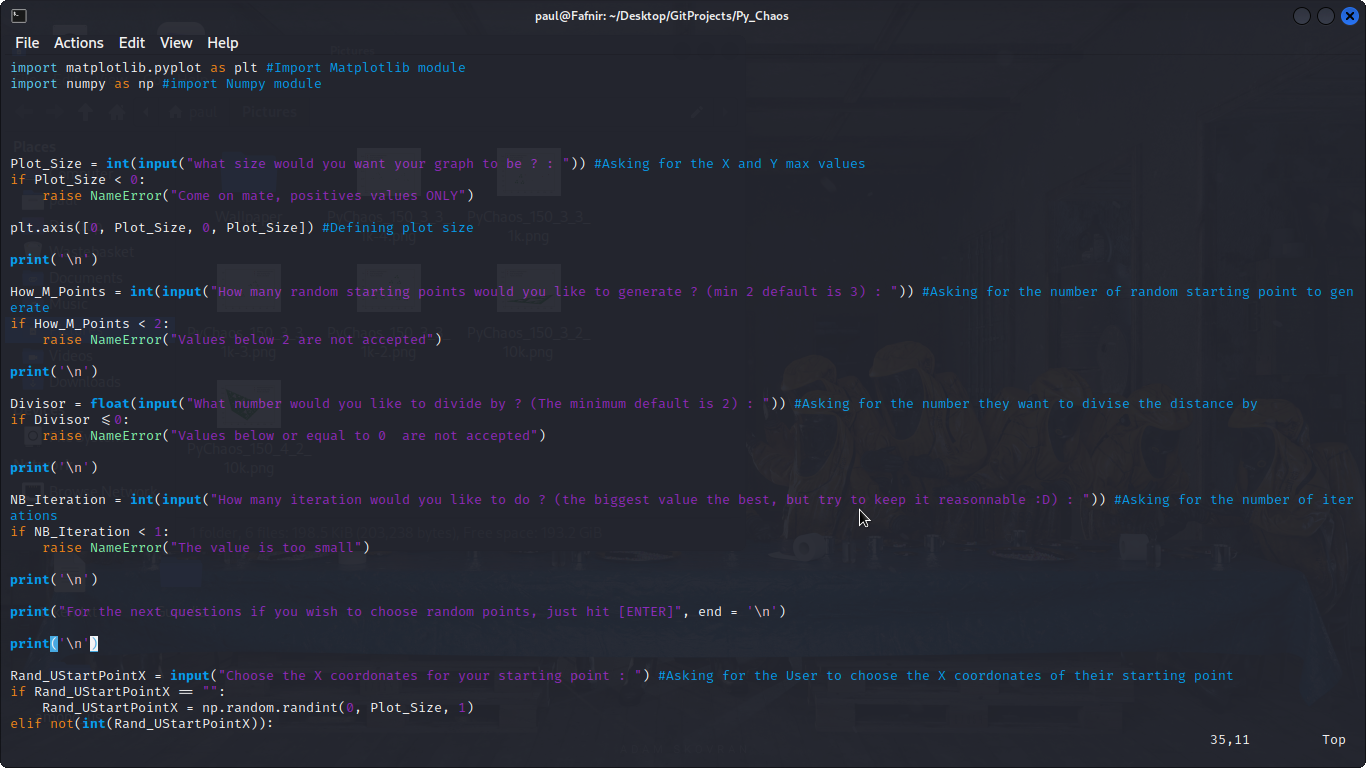 paul@Fafnir: ~/Desktop/GitProjects/Py_Chaos
File Actions Edit View Help
import matplotlib.pyplot as plt #Import Matplotlib module
import numpy as np #import Numpy module
Plot_Size = int(input("what size would you want your graph to be ? : ")) #Asking for the X and Y max values
if Plot_Size < 0:
    raise NameError("Come on mate, positives values ONLY")
plt.axis([0, Plot_Size, 0, Plot_Size]) #Defining plot size
print('\n')
How_M_Points = int(input("How many random starting points would you like to generate ? (min 2 default is 3) : ")) #Asking for the number of random starting point to gen
erate
if How_M_Points < 2:
    raise NameError("Values below 2 are not accepted")
print('\n')
Divisor = float(input("What number would you like to divide by ? (The minimum default is 2) : ")) #Asking for the number they want to divise the distance by
if Divisor <=0:
    raise NameError("Values below or equal to 0  are not accepted")
print('\n')
NB_Iteration = int(input("How many iteration would you like to do ? (the biggest value the best, but try to keep it reasonnable :D) : ")) #Asking for the number of iter
ations
if NB_Iteration < 1:
    raise NameError("The value is too small")
print('\n')
print("For the next questions if you wish to choose random points, just hit [ENTER]", end = '\n')
print('\n')
Rand_UStartPointX = input("Choose the X coordonates for your starting point : ") #Asking for the User to choose the X coordonates of their starting point
if Rand_UStartPointX == "":
    Rand_UStartPointX = np.random.randint(0, Plot_Size, 1)
elif not(int(Rand_UStartPointX)):
35,11 Top